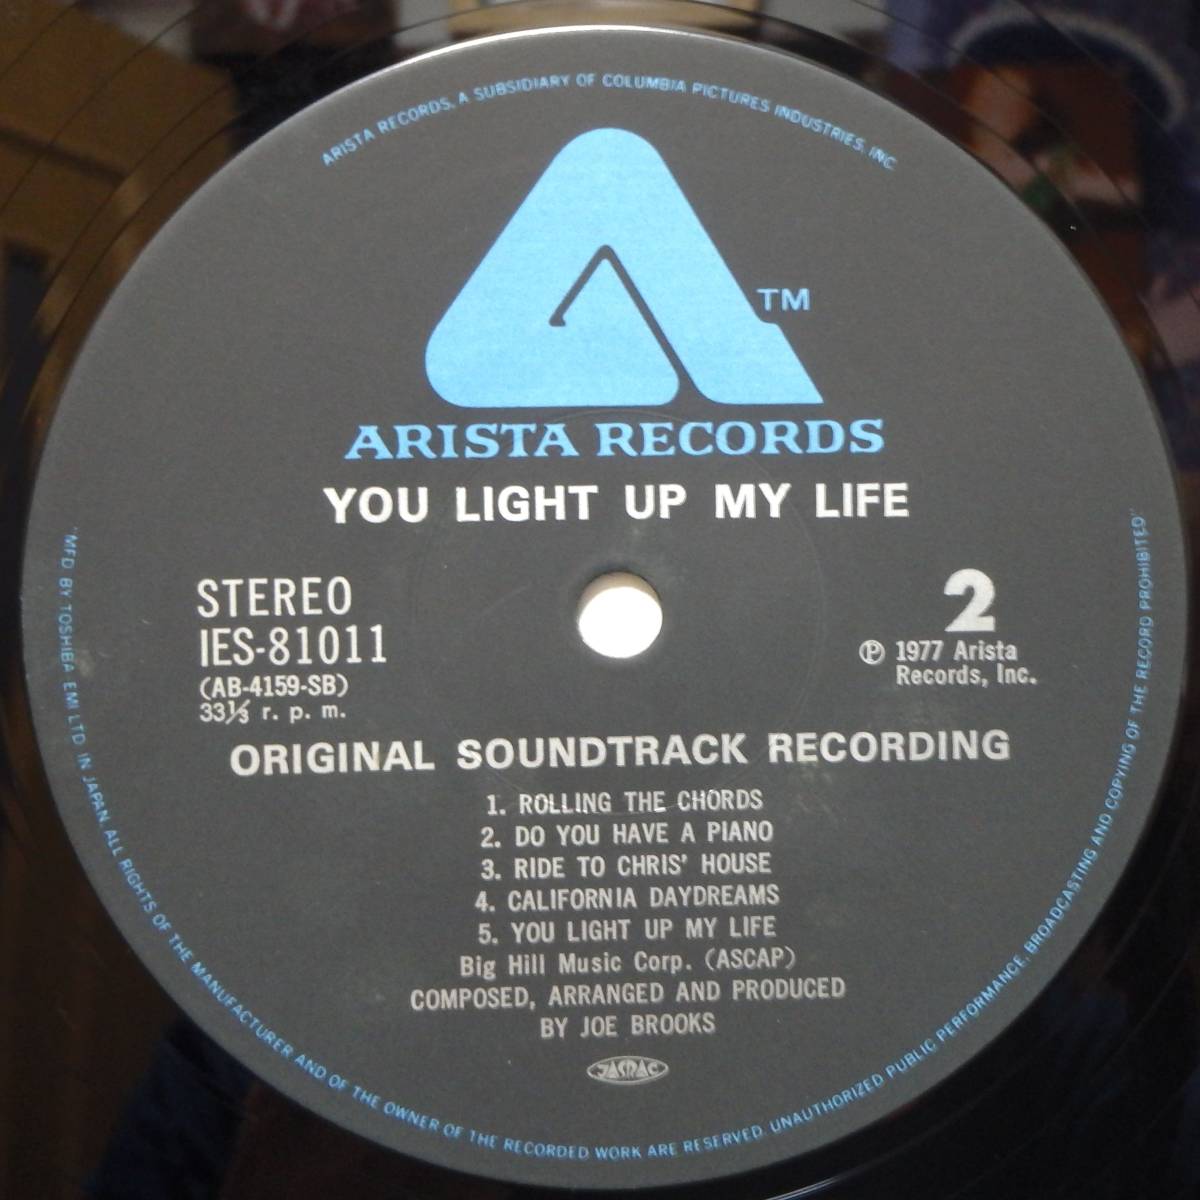 ARISTA RECORDS, A SUBSIDIARY OF COLUMBIA PICTURES INDUSTRIES, INC.
TM
ARISTA RECORDS
YOU LIGHT UP MY LIFE
STEREO
IES-81011
(AB-4159-SB)
33⅓ r. p. m.
2
Ⓟ 1977 Arista
Records, Inc.
ORIGINAL SOUNDTRACK RECORDING
1. ROLLING THE CHORDS
2. DO YOU HAVE A PIANO
3. RIDE TO CHRIS' HOUSE
4. CALIFORNIA DAYDREAMS
5. YOU LIGHT UP MY LIFE
Big Hill Music Corp. (ASCAP)
COMPOSED, ARRANGED AND PRODUCED
BY JOE BROOKS
JASRAC
"MFD. BY TOSHIBA EMI LTD. IN JAPAN. ALL RIGHTS OF THE MANUFACTURER AND OF THE OWNER OF THE RECORDED WORK ARE RESERVED. UNAUTHORIZED PUBLIC PERFORMANCE, BROADCASTING AND COPYING OF THE RECORD PROHIBITED."